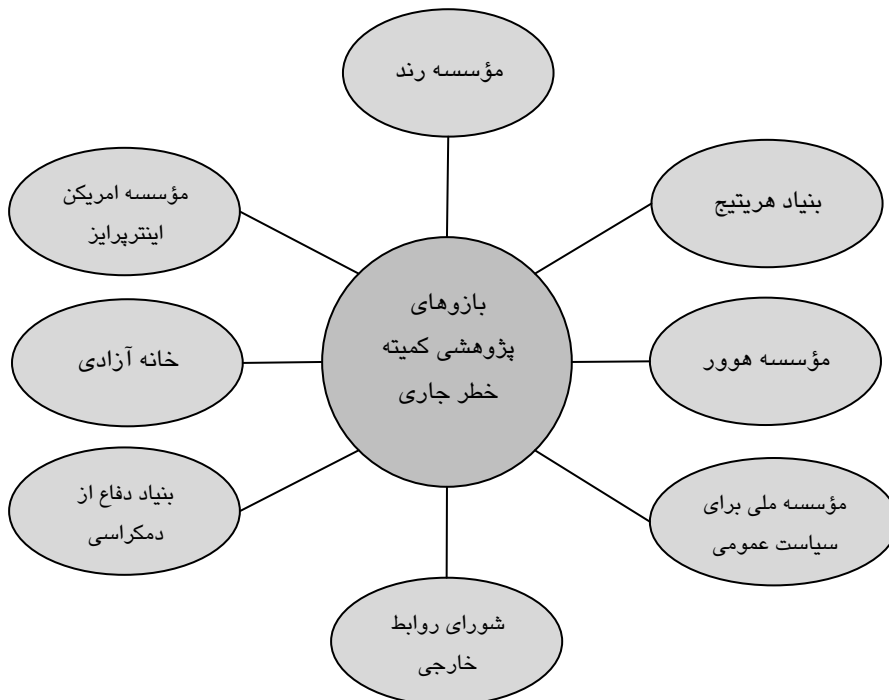 مؤسسه رند
بنیاد هریتیج
مؤسسه امریکن
اینترپرایز
بازوهای
پژوهشی کمیته
خطر جاری
مؤسسه هوور
خانه آزادی
مؤسسه ملی برای
سیاست عمومی
بنیاد دفاع از
دمکراسی
شورای روابط
خارجی